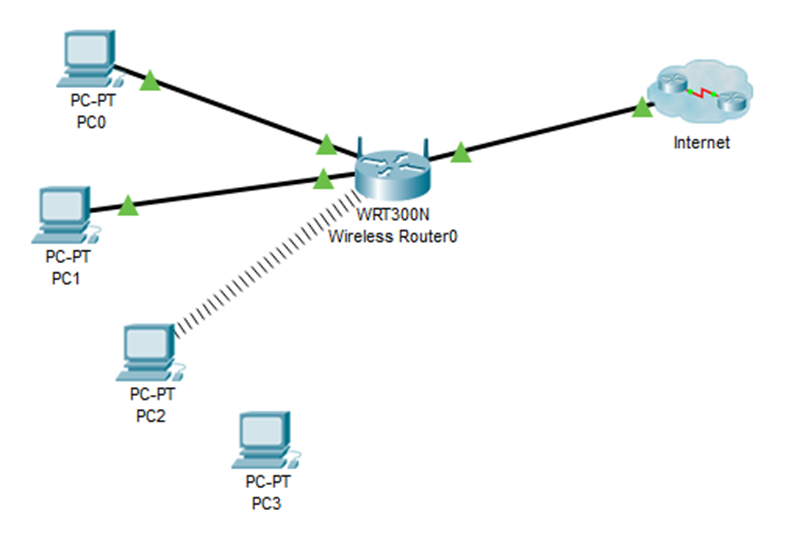 PC-PT
PC0
Internet
WRT300N
Wireless Router0
PC-PT
PC1
PC-PT
PC2
PC-PT
PC3